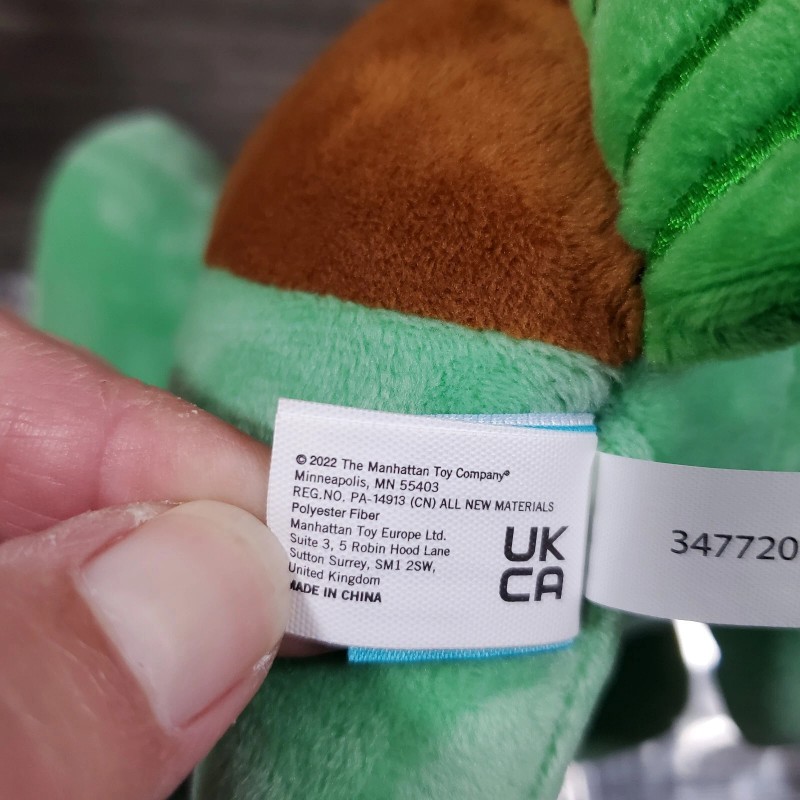 © 2022 The Manhattan Toy Company®
Minneapolis, MN 55403
REG.NO. PA-14913 (CN) ALL NEW MATERIALS
Polyester Fiber
Manhattan Toy Europe Ltd.
Suite 3, 5 Robin Hood Lane
Sutton Surrey, SM1 2SW,
United Kingdom
MADE IN CHINA
UK
CA
347720